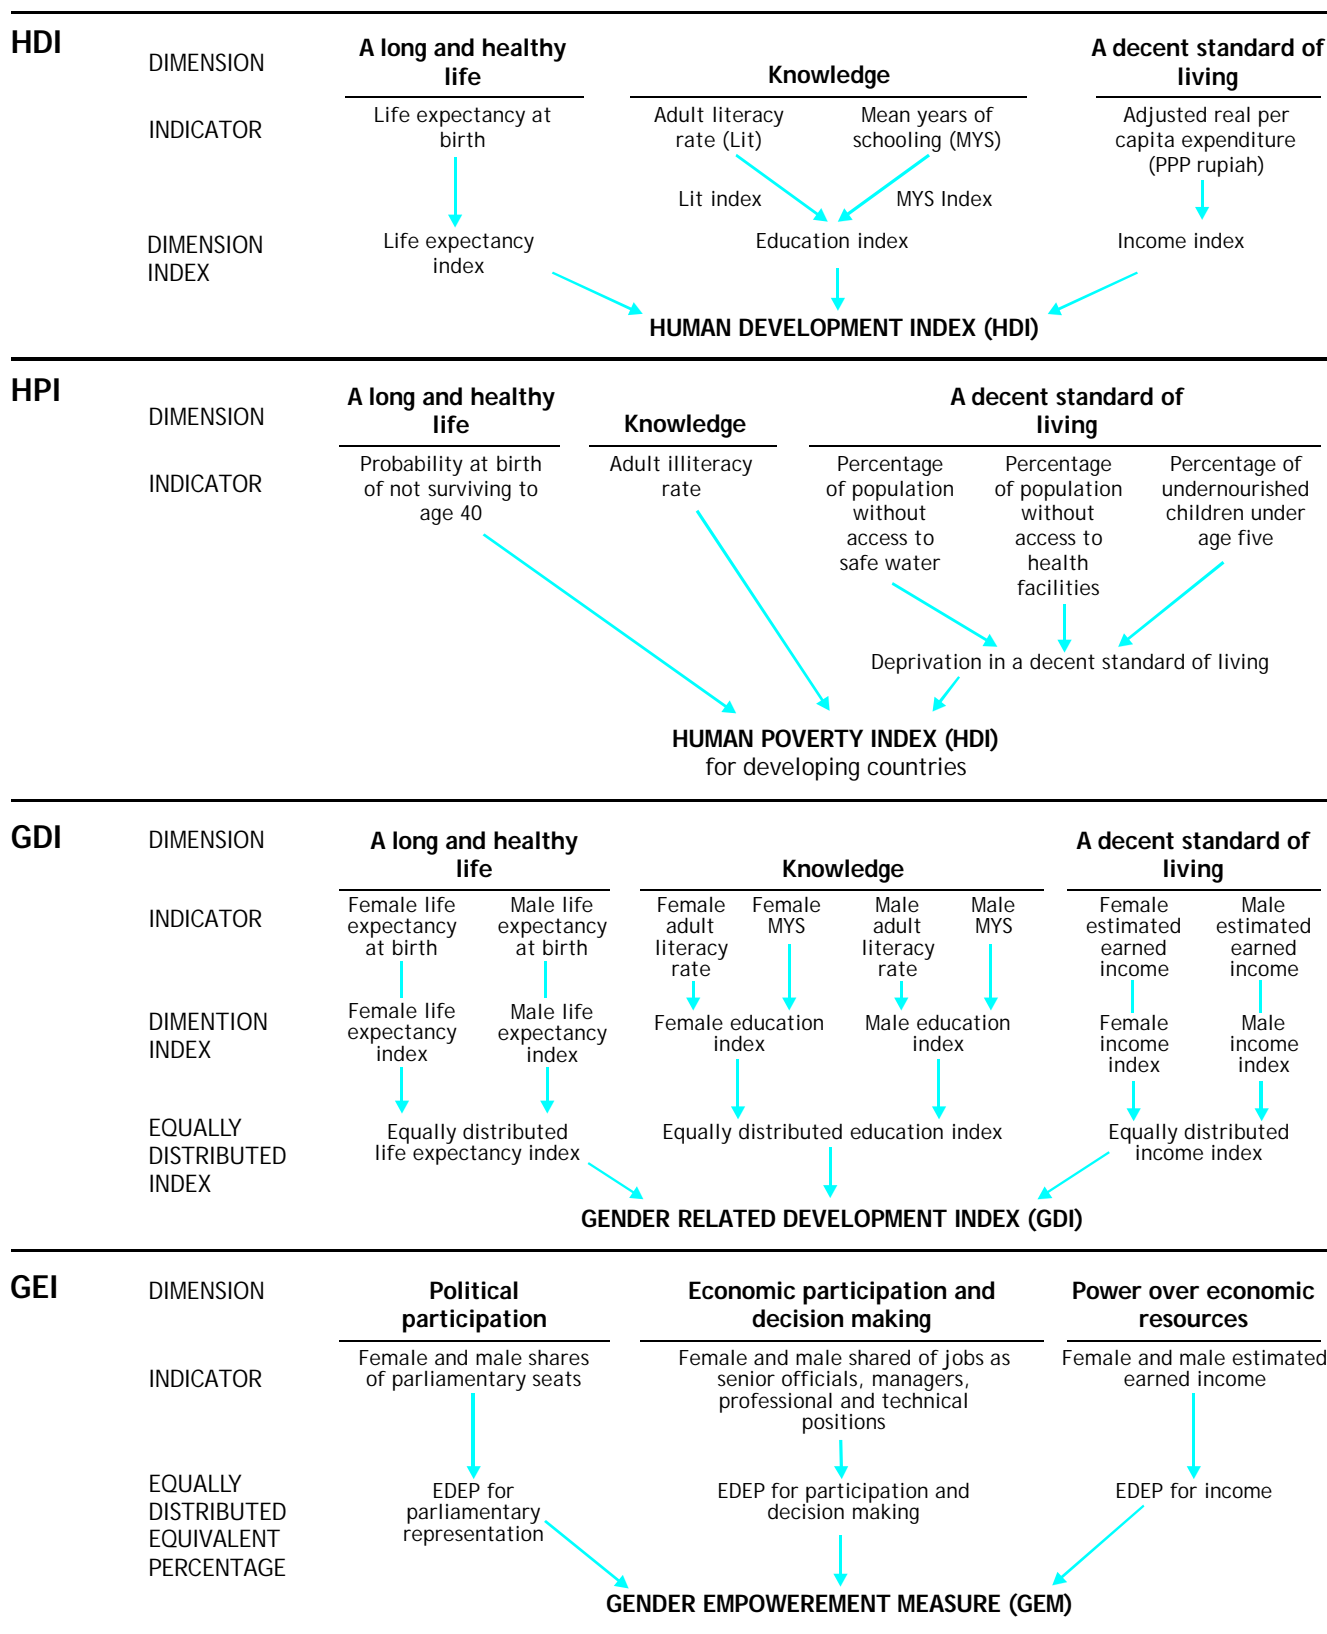 HDI
DIMENSION
A long and healthy
life
Knowledge
A decent standard of
living
INDICATOR
Life expectancy at
birth
Adult literacy
rate (Lit)
Mean years of
schooling (MYS)
Adjusted real per
capita expenditure
(PPP rupiah)
Lit index
MYS Index
DIMENSION
INDEX
Life expectancy
index
Education index
Income index
HUMAN DEVELOPMENT INDEX (HDI)
HPI
DIMENSION
A long and healthy
life
Knowledge
A decent standard of
living
INDICATOR
Probability at birth
of not surviving to
age 40
Adult illiteracy
rate
Percentage
of population
without
access to
safe water
Percentage
of population
without
access to
health
facilities
Percentage of
undernourished
children under
age five
Deprivation in a decent standard of living
HUMAN POVERTY INDEX (HDI)
for developing countries
GDI
DIMENSION
A long and healthy
life
Knowledge
A decent standard of
living
INDICATOR
Female life
expectancy
at birth
Male life
expectancy
at birth
Female
adult
literacy
rate
Female
MYS
Male
adult
literacy
rate
Male
MYS
Female
estimated
earned
income
Male
estimated
earned
income
DIMENTION
INDEX
Female life
expectancy
index
Male life
expectancy
index
Female education
index
Male education
index
Female
income
index
Male
income
index
EQUALLY
DISTRIBUTED
INDEX
Equally distributed
life expectancy index
Equally distributed education index
Equally distributed
income index
GENDER RELATED DEVELOPMENT INDEX (GDI)
GEI
DIMENSION
Political
participation
Economic participation and
decision making
Power over economic
resources
INDICATOR
Female and male shares
of parliamentary seats
Female and male shared of jobs as
senior officials, managers,
professional and technical
positions
Female and male estimated
earned income
EQUALLY
DISTRIBUTED
EQUIVALENT
PERCENTAGE
EDEP for
parliamentary
representation
EDEP for participation and
decision making
EDEP for income
GENDER EMPOWEREMENT MEASURE (GEM)